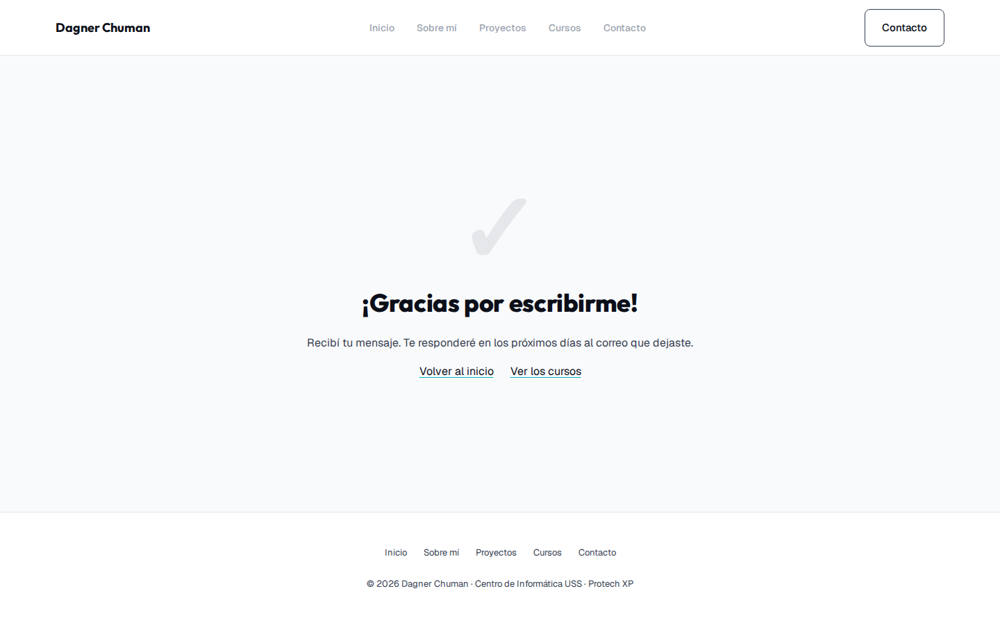 Dagner Chuman
Inicio Sobre mí Proyectos Cursos Contacto
Contacto
✓
¡Gracias por escribirme!
Recibí tu mensaje. Te responderé en los próximos días al correo que dejaste.
Volver al inicio Ver los cursos
Inicio Sobre mí Proyectos Cursos Contacto
© 2026 Dagner Chuman · Centro de Informática USS · Protech XP